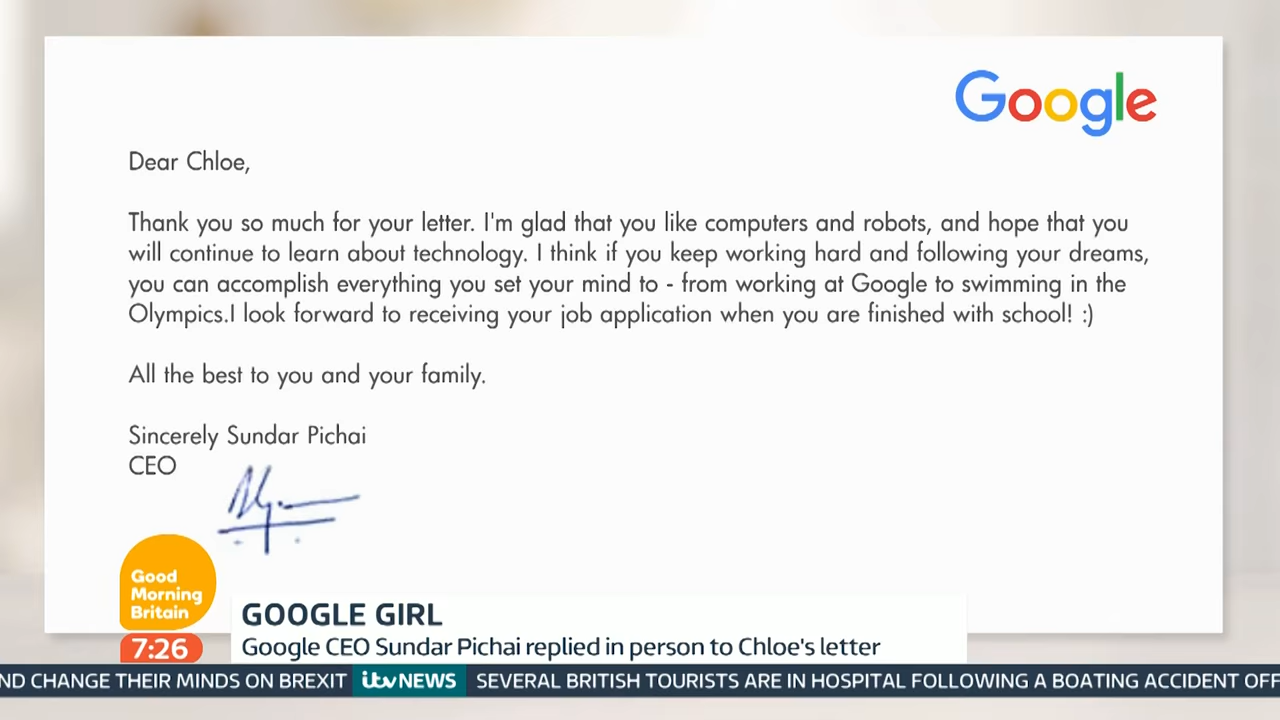 Google
Dear Chloe,
Thank you so much for your letter. I'm glad that you like computers and robots, and hope that you
will continue to learn about technology. I think if you keep working hard and following your dreams,
you can accomplish everything you set your mind to - from working at Google to swimming in the
Olympics.I look forward to receiving your job application when you are finished with school! :)
All the best to you and your family.
Sincerely Sundar Pichai
CEO
Good
Morning
Britain
7:26
GOOGLE GIRL
Google CEO Sundar Pichai replied in person to Chloe's letter
ND CHANGE THEIR MINDS ON BREXIT itv NEWS SEVERAL BRITISH TOURISTS ARE IN HOSPITAL FOLLOWING A BOATING ACCIDENT OFF